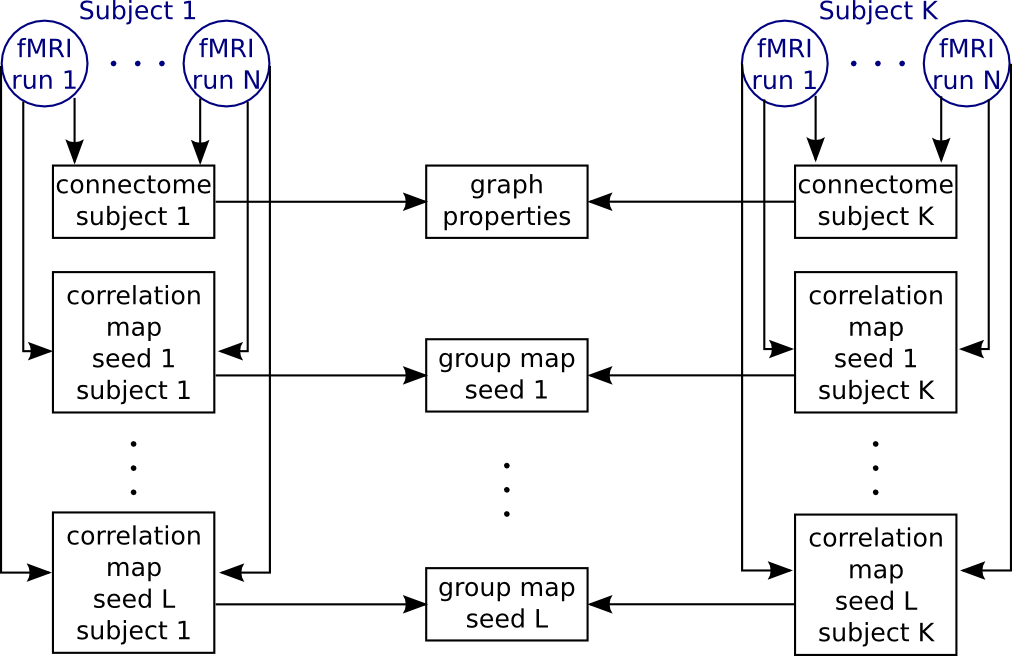 Subject 1
fMRI
run 1
. . .
fMRI
run N
Subject K
fMRI
run 1
. . .
fMRI
run N
connectome
subject 1
graph
properties
connectome
subject K
correlation
map
seed 1
subject 1
group map
seed 1
correlation
map
seed 1
subject K
correlation
map
seed L
subject 1
group map
seed L
correlation
map
seed L
subject K